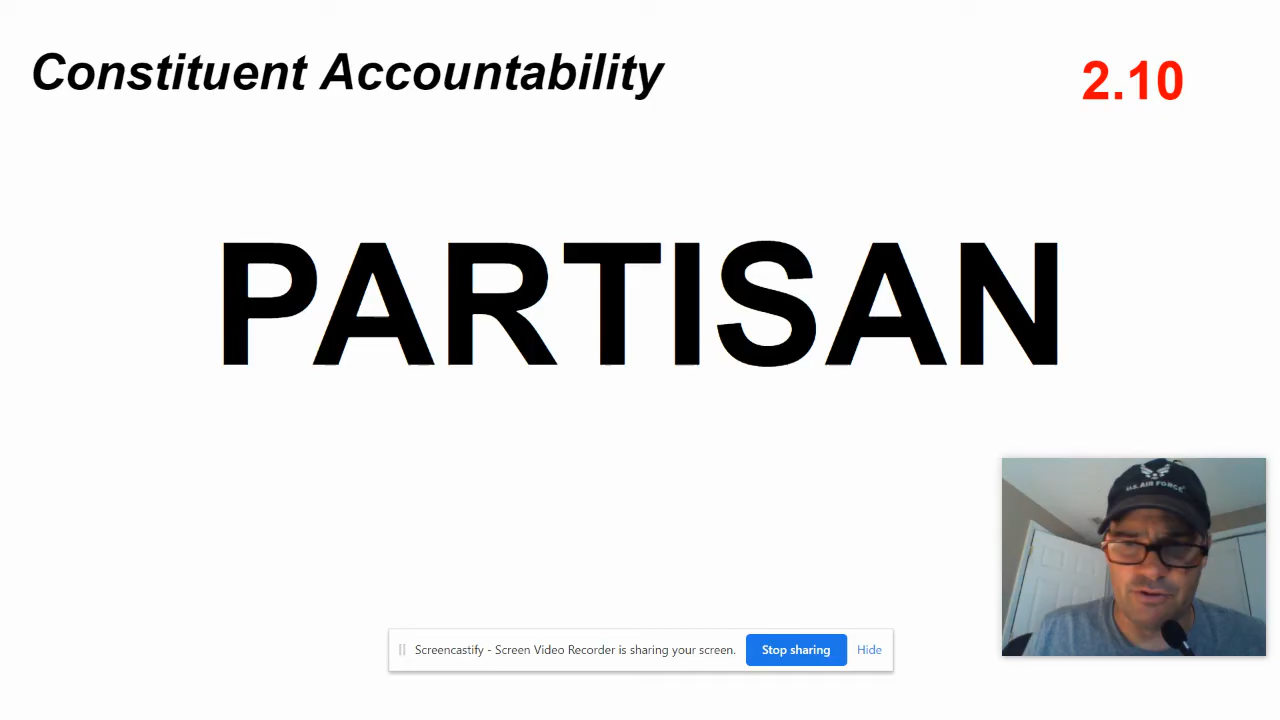 Constituent Accountability
2.10
PARTISAN
U.S. AIR FORCE
Screencastify - Screen Video Recorder is sharing your screen.
Stop sharing
Hide